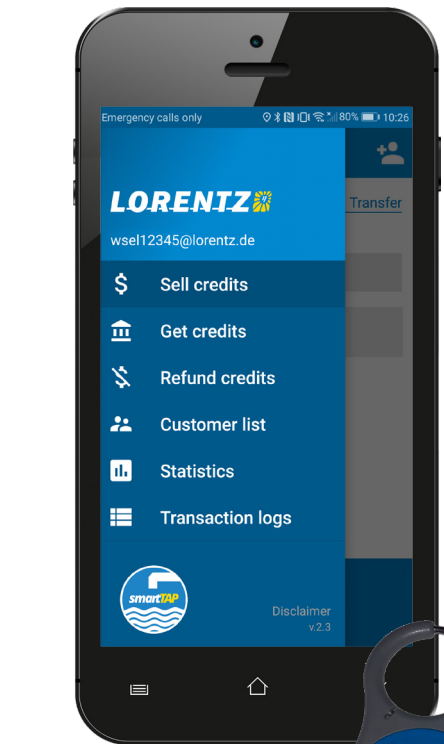 Emergency calls only 80% 10:26
LORENTZ
Transfer
wsel12345@lorentz.de
Sell credits
Get credits
Refund credits
Customer list
Statistics
Transaction logs
smartTAP
Disclaimer
v.2.3